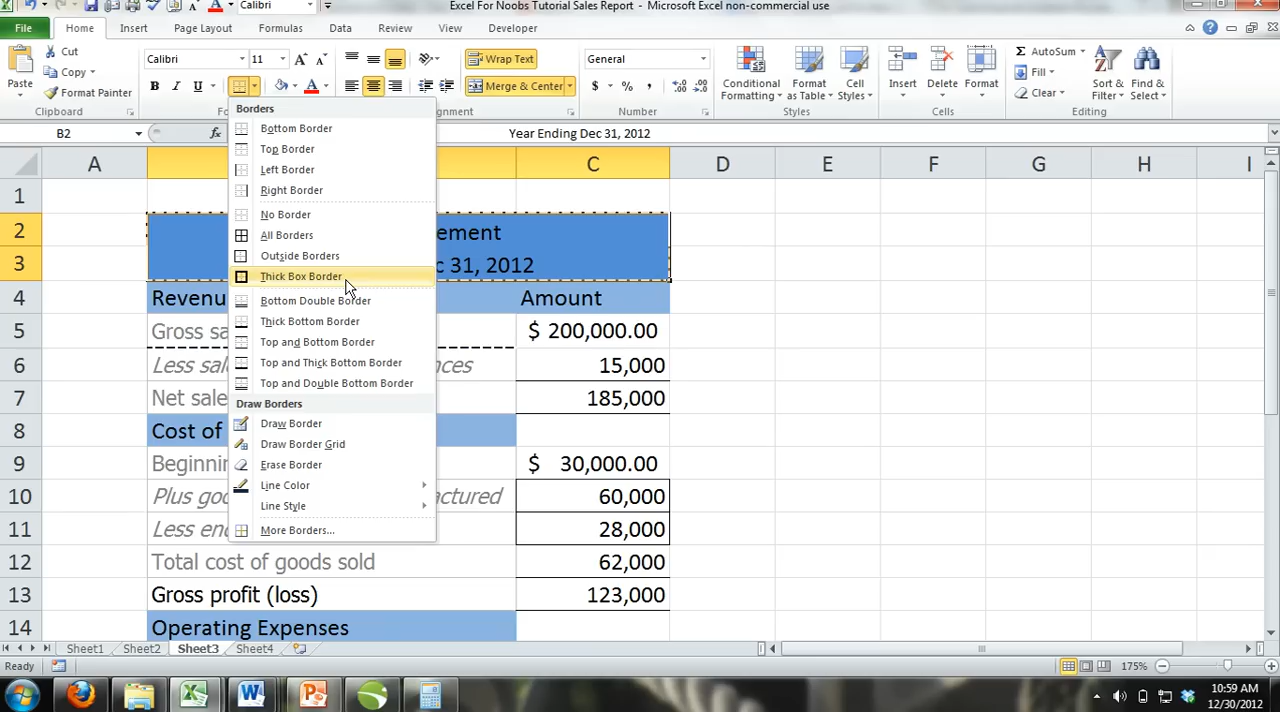 Excel For Noobs Tutorial Sales Report - Microsoft Excel non-commercial use
Calibri
File Home Insert Page Layout Formulas Data Review View
Paste
Cut
Copy
Format Painter
Clipboard
Calibri 11
B I U
Wrap Text
Merge & Center
General
$ % ,
Number
Conditional Formatting
Format as Table
Cell Styles
Styles
Insert
Delete
Format
Cells
AutoSum
Fill
Clear
Sort & Filter
Find & Select
Editing
B2 fx Year Ending Dec 31, 2012
Borders
Bottom Border
Top Border
Left Border
Right Border
No Border
All Borders
Outside Borders
Thick Box Border
Bottom Double Border
Thick Bottom Border
Top and Bottom Border
Top and Thick Bottom Border
Top and Double Bottom Border
Draw Borders
Draw Border
Draw Border Grid
Erase Border
Line Color
Line Style
More Borders...
A C D E F G H I
1
2 ement
3 c 31, 2012
4 Revenu Amount
5 Gross sa $ 200,000.00
6 Less sal nces 15,000
7 Net sale 185,000
8 Cost of
9 Beginni $ 30,000.00
10 Plus goo actured 60,000
11 Less en 28,000
12 Total cost of goods sold 62,000
13 Gross profit (loss) 123,000
14 Operating Expenses
Sheet1 Sheet2 Sheet3 Sheet4
Ready 175%
10:59 AM
12/30/2012